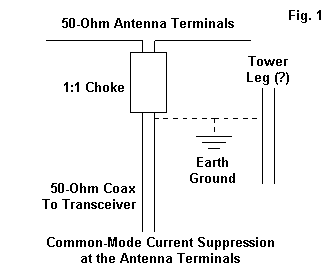 Fig. 1
50-Ohm Antenna Terminals
Tower
Leg (?)
1:1 Choke
Earth
Ground
50-Ohm Coax
To Transceiver
Common-Mode Current Suppression
at the Antenna Terminals